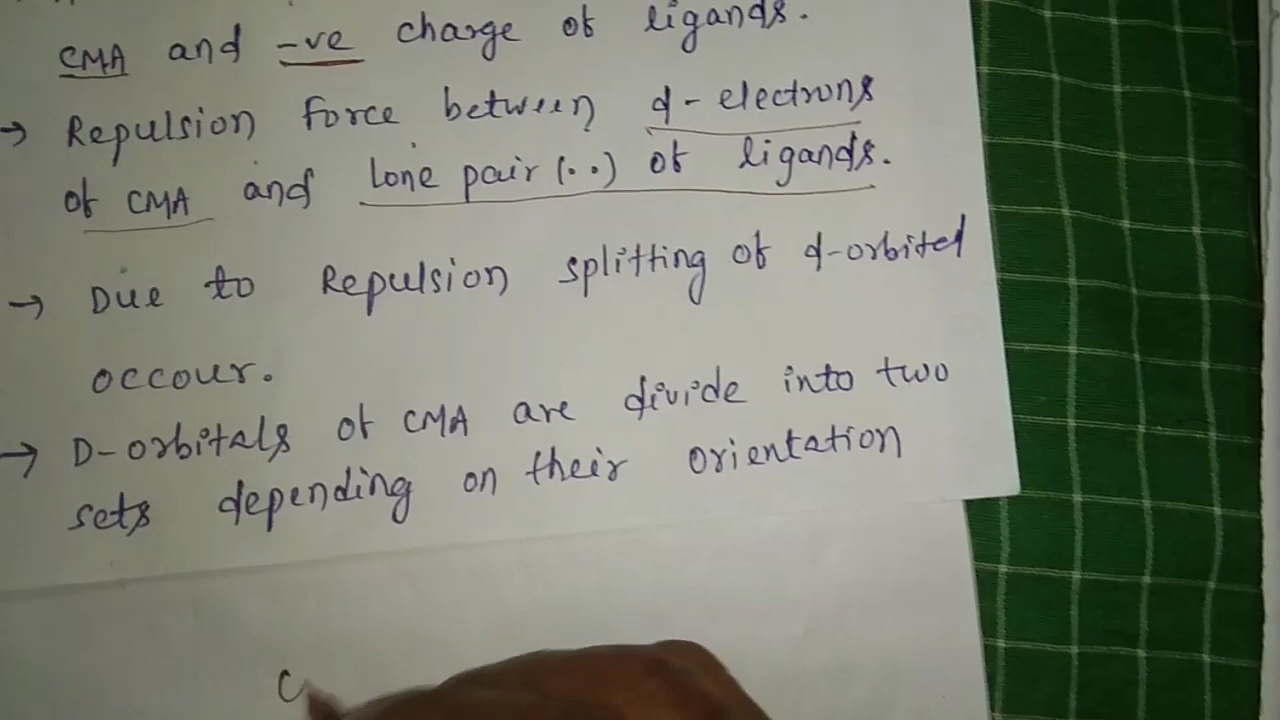 CMA and -ve charge of ligands.
→ Repulsion force between d-electrons
of CMA and lone pair (..) of ligands.
→ Due to Repulsion splitting of d-orbitel
occour.
→ D-orbitals of CMA are divide into two
sets depending on their orientation
C